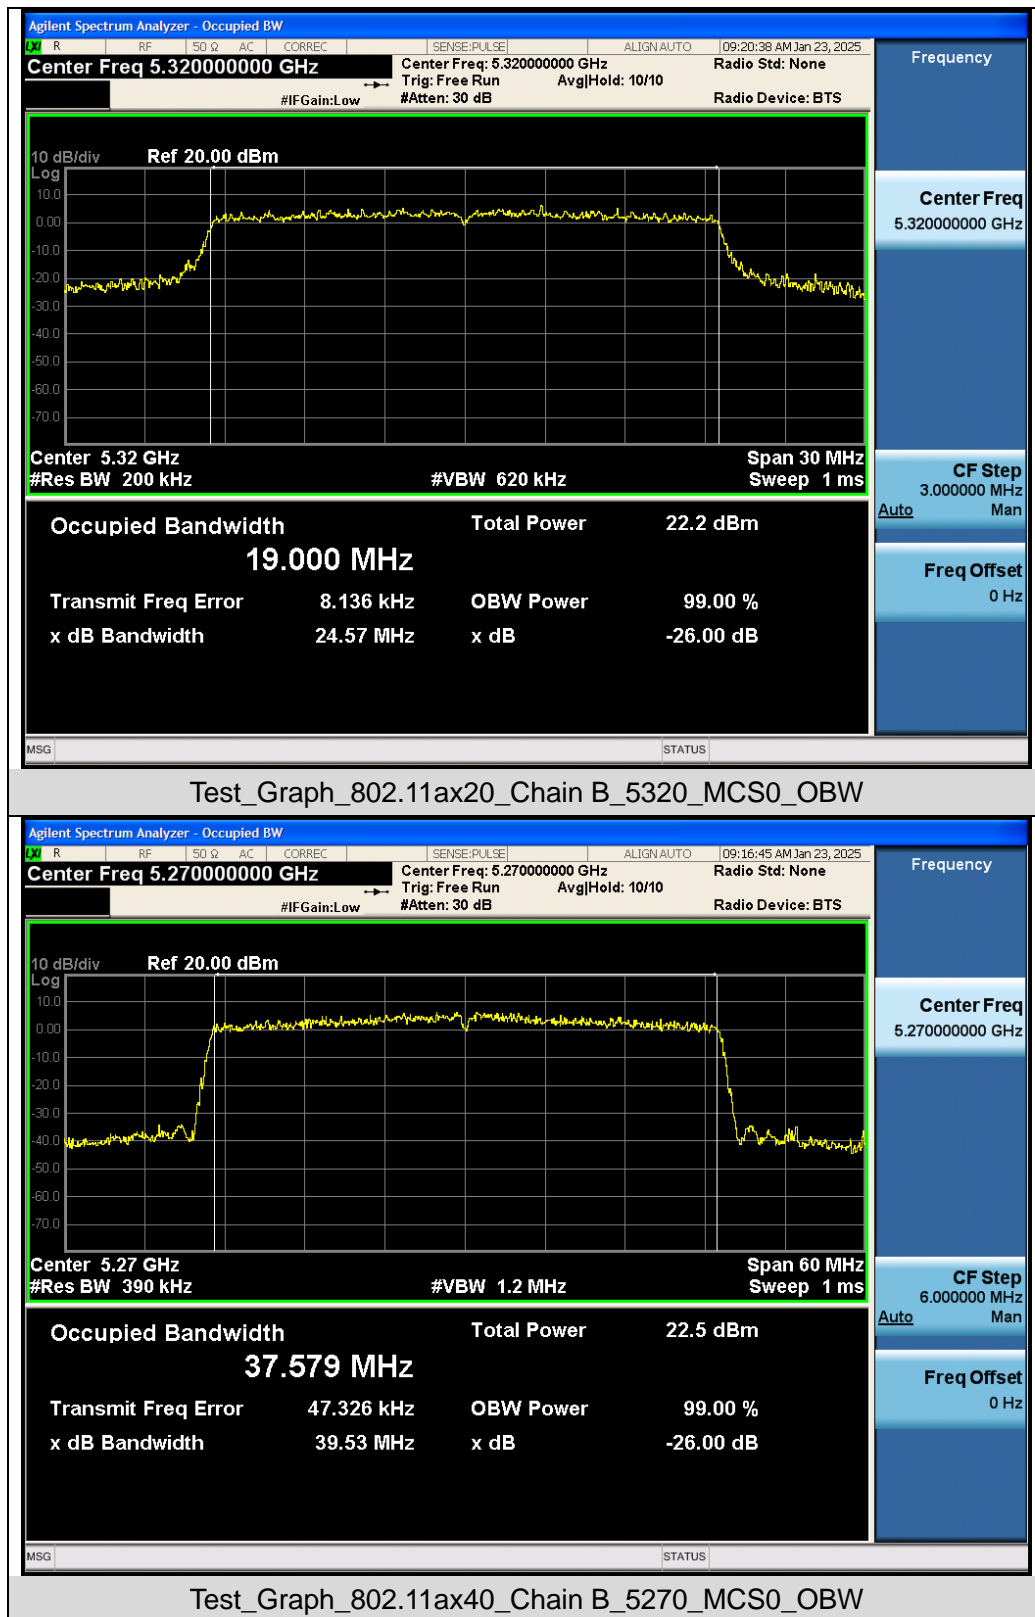 Agilent Spectrum Analyzer - Occupied BW
LXI R RF 50 Ω AC CORREC SENSE:PULSE ALIGN AUTO 09:20:38 AM Jan 23, 2025
Center Freq 5.320000000 GHz
Center Freq: 5.320000000 GHz Radio Std: None
Trig: Free Run Avg|Hold: 10/10
#IFGain:Low #Atten: 30 dB Radio Device: BTS
Frequency
10 dB/div Ref 20.00 dBm
Log
10.0
0.00
-10.0
-20.0
-30.0
-40.0
-50.0
-60.0
-70.0
Center 5.32 GHz Span 30 MHz
#Res BW 200 kHz #VBW 620 kHz Sweep 1 ms
Center Freq
5.320000000 GHz
CF Step
3.000000 MHz
Auto Man
Freq Offset
0 Hz
Occupied Bandwidth Total Power 22.2 dBm
19.000 MHz
Transmit Freq Error 8.136 kHz OBW Power 99.00 %
x dB Bandwidth 24.57 MHz x dB -26.00 dB
MSG STATUS
Test_Graph_802.11ax20_Chain B_5320_MCS0_OBW
Agilent Spectrum Analyzer - Occupied BW
LXI R RF 50 Ω AC CORREC SENSE:PULSE ALIGN AUTO 09:16:45 AM Jan 23, 2025
Center Freq 5.270000000 GHz
Center Freq: 5.270000000 GHz Radio Std: None
Trig: Free Run Avg|Hold: 10/10
#IFGain:Low #Atten: 30 dB Radio Device: BTS
Frequency
10 dB/div Ref 20.00 dBm
Log
10.0
0.00
-10.0
-20.0
-30.0
-40.0
-50.0
-60.0
-70.0
Center 5.27 GHz Span 60 MHz
#Res BW 390 kHz #VBW 1.2 MHz Sweep 1 ms
Center Freq
5.270000000 GHz
CF Step
6.000000 MHz
Auto Man
Freq Offset
0 Hz
Occupied Bandwidth Total Power 22.5 dBm
37.579 MHz
Transmit Freq Error 47.326 kHz OBW Power 99.00 %
x dB Bandwidth 39.53 MHz x dB -26.00 dB
MSG STATUS
Test_Graph_802.11ax40_Chain B_5270_MCS0_OBW